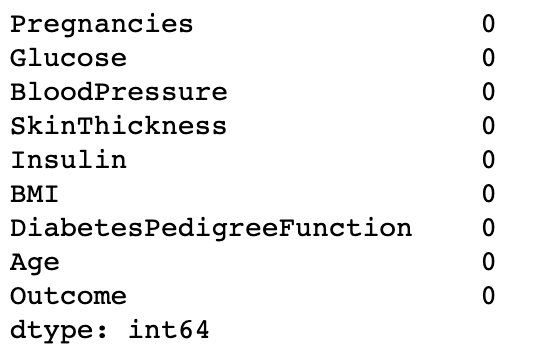 Pregnancies 0
Glucose 0
BloodPressure 0
SkinThickness 0
Insulin 0
BMI 0
DiabetesPedigreeFunction 0
Age 0
Outcome 0
dtype: int64